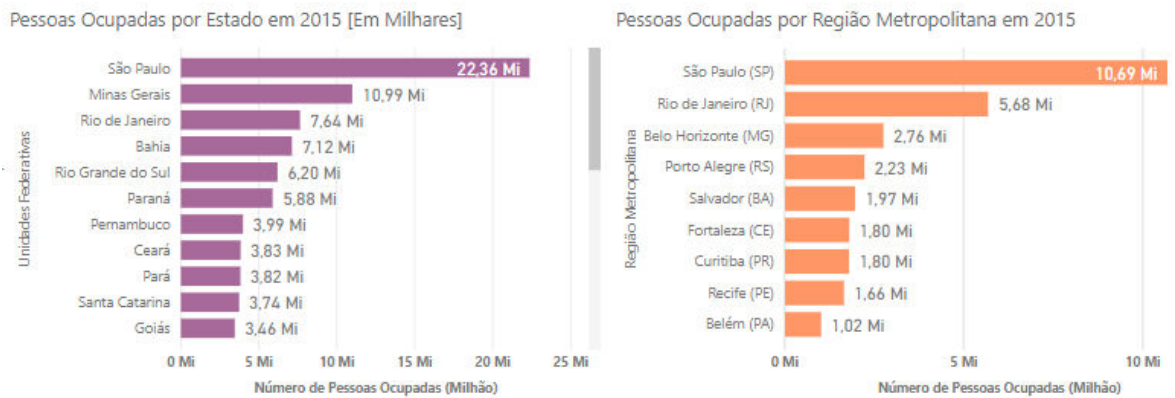 Pessoas Ocupadas por Estado em 2015 [Em Milhares]
Unidades Federativas
São Paulo 22,36 Mi
Minas Gerais 10,99 Mi
Rio de Janeiro 7,64 Mi
Bahia 7,12 Mi
Rio Grande do Sul 6,20 Mi
Paraná 5,88 Mi
Pernambuco 3,99 Mi
Ceará 3,83 Mi
Pará 3,82 Mi
Santa Catarina 3,74 Mi
Goiás 3,46 Mi
0 Mi 5 Mi 10 Mi 15 Mi 20 Mi 25 Mi
Número de Pessoas Ocupadas (Milhão)
Pessoas Ocupadas por Região Metropolitana em 2015
Região Metropolitana
São Paulo (SP) 10,69 Mi
Rio de Janeiro (RJ) 5,68 Mi
Belo Horizonte (MG) 2,76 Mi
Porto Alegre (RS) 2,23 Mi
Salvador (BA) 1,97 Mi
Fortaleza (CE) 1,80 Mi
Curitiba (PR) 1,80 Mi
Recife (PE) 1,66 Mi
Belém (PA) 1,02 Mi
0 Mi 5 Mi 10 Mi
Número de Pessoas Ocupadas (Milhão)